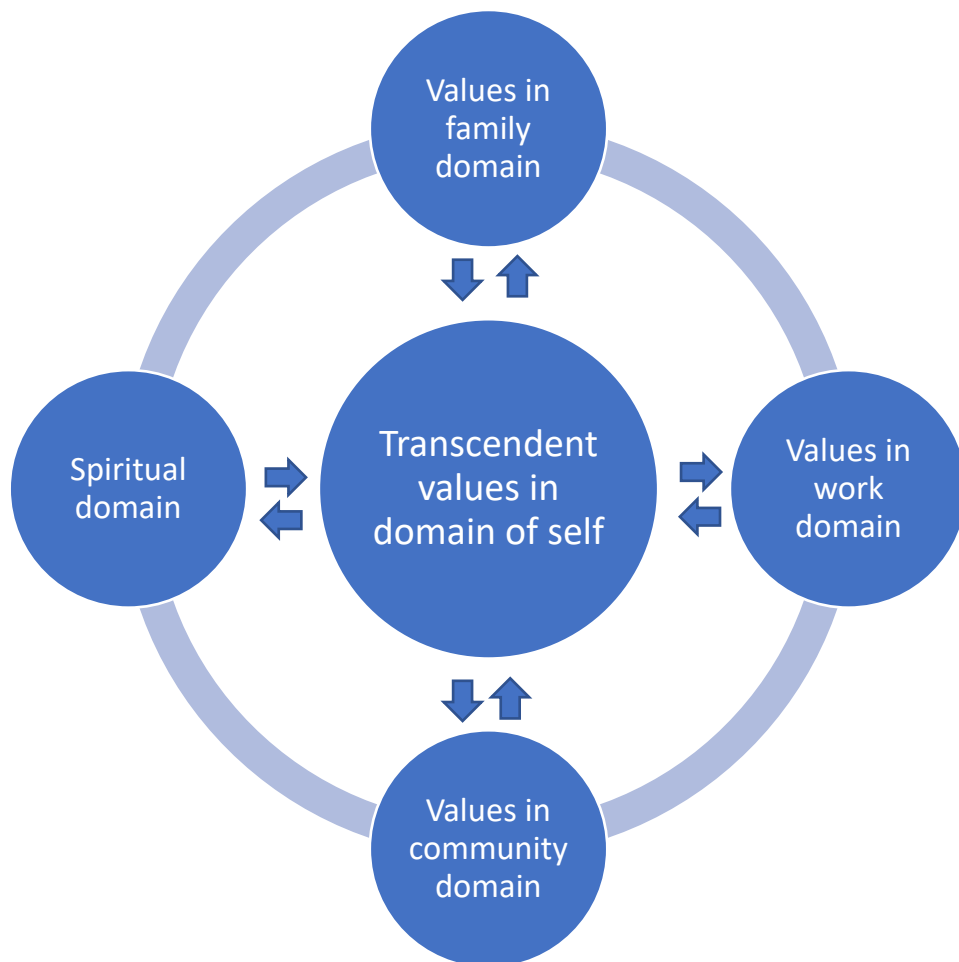 Values in
family
domain
Spiritual
domain
Transcendent
values in
domain of self
Values in
work
domain
Values in
community
domain